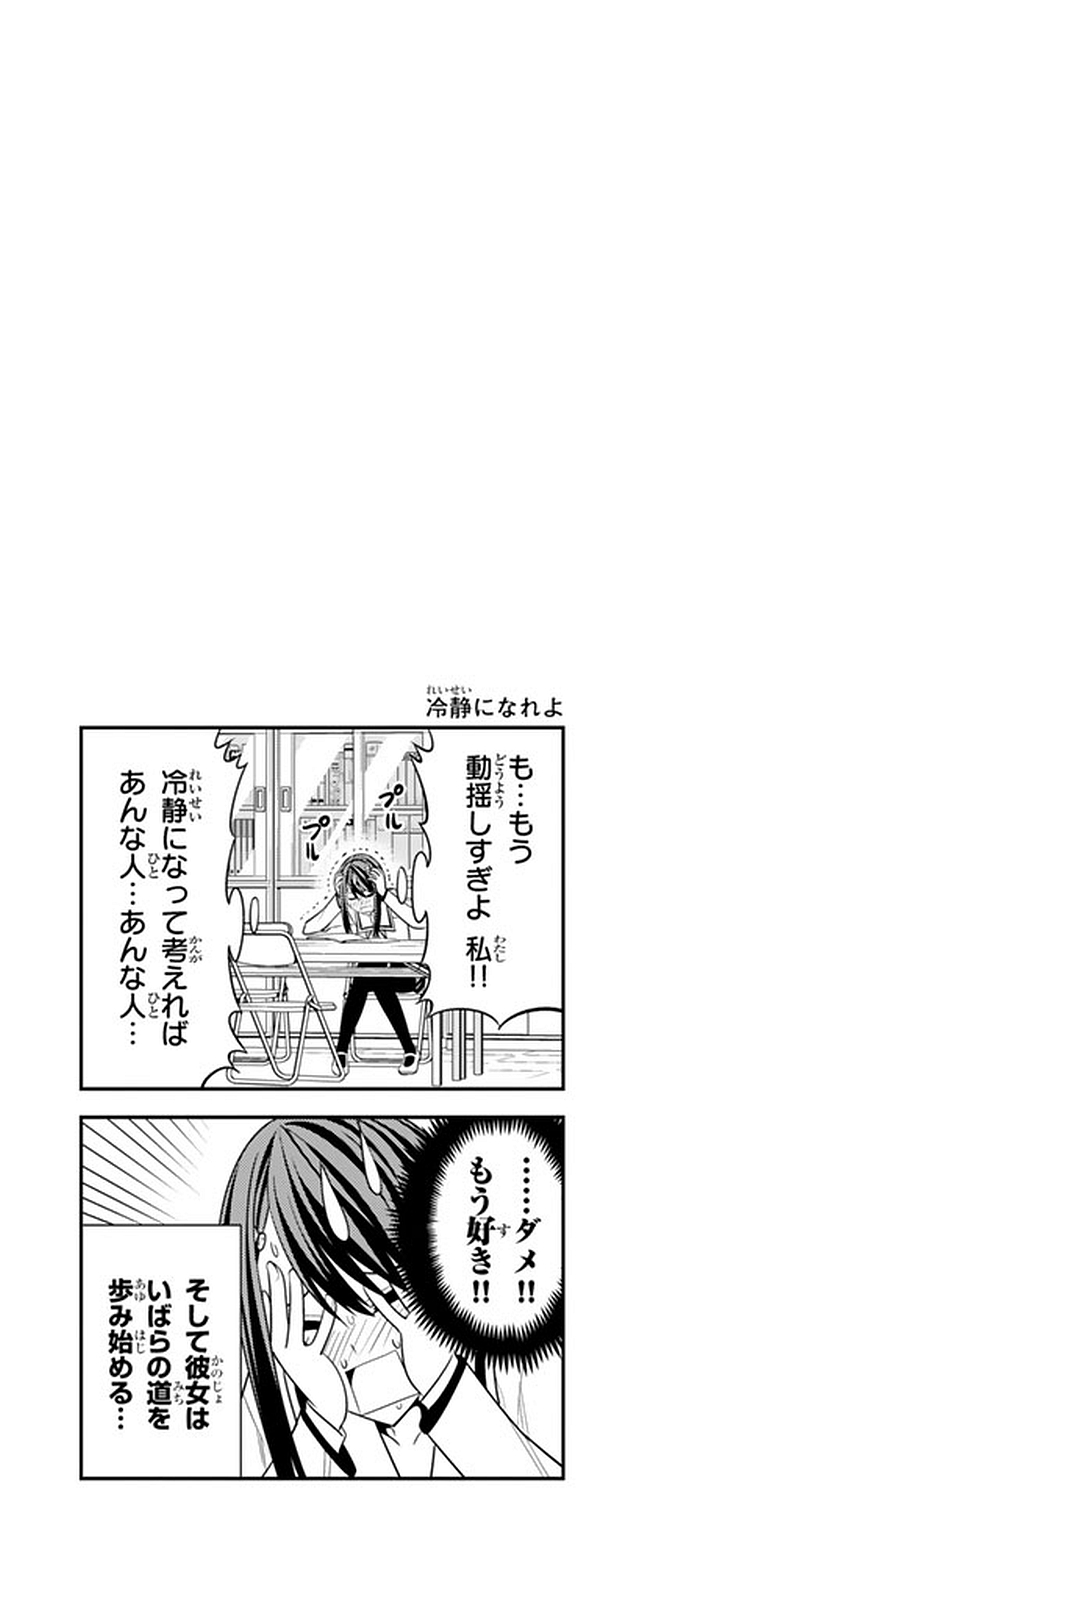 冷静になれよ
も…もう
動揺しすぎよ 私!!
プル
プル
冷静になって考えれば
あんな人…あんな人…
……ダメ!!
もう好き!!
そして彼女は
いばらの道を
歩み始める…